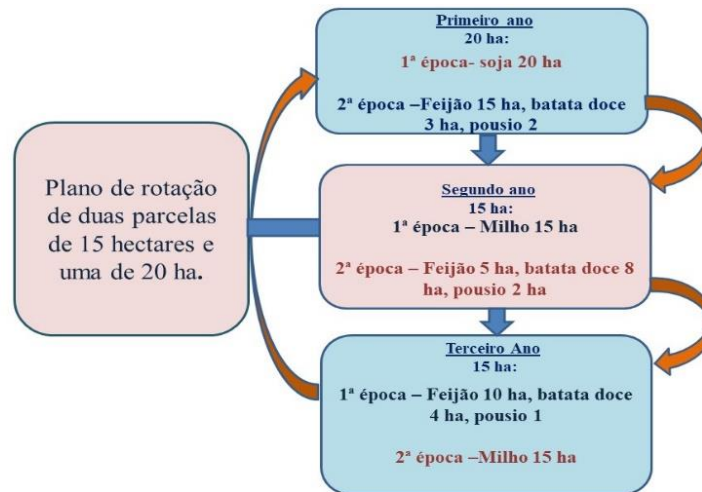 Plano de rotação
de duas parcelas
de 15 hectares e
uma de 20 ha.
Primeiro ano
20 ha:
1ª época- soja 20 ha
2ª época –Feijão 15 ha, batata doce
3 ha, pousio 2
Segundo ano
15 ha:
1ª época – Milho 15 ha
2ª época – Feijão 5 ha, batata doce 8
ha, pousio 2 ha
Terceiro Ano
15 ha:
1ª época – Feijão 10 ha, batata doce
4 ha, pousio 1
2ª época –Milho 15 ha